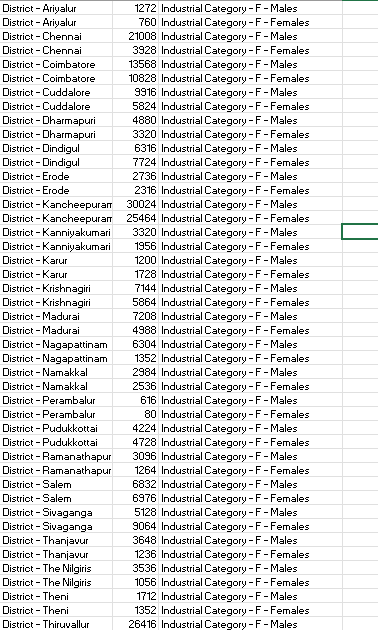 District - Ariyalur 1272 Industrial Category - F - Males
District - Ariyalur 760 Industrial Category - F - Females
District - Chennai 21008 Industrial Category - F - Males
District - Chennai 3928 Industrial Category - F - Females
District - Coimbatore 13568 Industrial Category - F - Males
District - Coimbatore 10828 Industrial Category - F - Females
District - Cuddalore 9916 Industrial Category - F - Males
District - Cuddalore 5824 Industrial Category - F - Females
District - Dharmapuri 4880 Industrial Category - F - Males
District - Dharmapuri 3320 Industrial Category - F - Females
District - Dindigul 6316 Industrial Category - F - Males
District - Dindigul 7724 Industrial Category - F - Females
District - Erode 2736 Industrial Category - F - Males
District - Erode 2316 Industrial Category - F - Females
District - Kancheepuram 30024 Industrial Category - F - Males
District - Kancheepuram 25464 Industrial Category - F - Females
District - Kanniyakumari 3320 Industrial Category - F - Males
District - Kanniyakumari 1956 Industrial Category - F - Females
District - Karur 1200 Industrial Category - F - Males
District - Karur 1728 Industrial Category - F - Females
District - Krishnagiri 7144 Industrial Category - F - Males
District - Krishnagiri 5864 Industrial Category - F - Females
District - Madurai 7208 Industrial Category - F - Males
District - Madurai 4988 Industrial Category - F - Females
District - Nagapattinam 6304 Industrial Category - F - Males
District - Nagapattinam 1352 Industrial Category - F - Females
District - Namakkal 2984 Industrial Category - F - Males
District - Namakkal 2536 Industrial Category - F - Females
District - Perambalur 616 Industrial Category - F - Males
District - Perambalur 80 Industrial Category - F - Females
District - Pudukkottai 4224 Industrial Category - F - Males
District - Pudukkottai 4728 Industrial Category - F - Females
District - Ramanathapur 3096 Industrial Category - F - Males
District - Ramanathapur 1264 Industrial Category - F - Females
District - Salem 6832 Industrial Category - F - Males
District - Salem 6976 Industrial Category - F - Females
District - Sivaganga 5128 Industrial Category - F - Males
District - Sivaganga 9064 Industrial Category - F - Females
District - Thanjavur 3648 Industrial Category - F - Males
District - Thanjavur 1236 Industrial Category - F - Females
District - The Nilgiris 3536 Industrial Category - F - Males
District - The Nilgiris 1056 Industrial Category - F - Females
District - Theni 1712 Industrial Category - F - Males
District - Theni 1352 Industrial Category - F - Females
District - Thiruvallur 26416 Industrial Category - F - Males